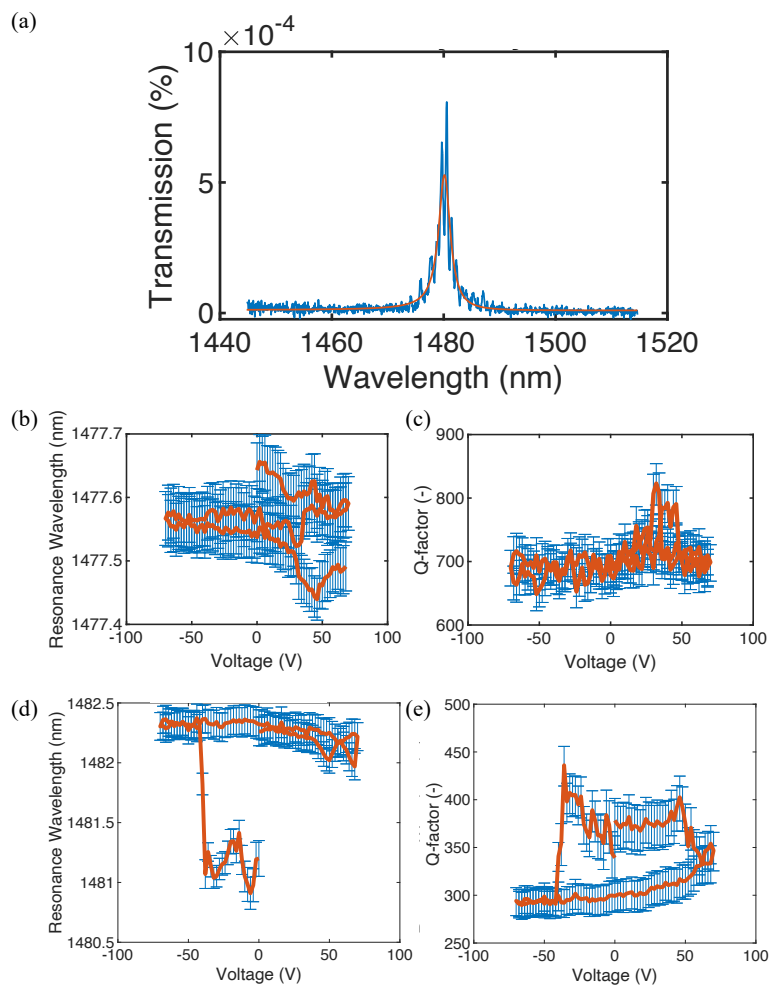 (a)
×10⁻⁴
10
5
0
Transmission (%)
1440 1460 1480 1500 1520
Wavelength (nm)
(b)
1477.7
1477.6
1477.5
1477.4
Resonance Wavelength (nm)
-100 -50 0 50 100
Voltage (V)
(c)
900
800
700
600
Q-factor (-)
-100 -50 0 50 100
Voltage (V)
(d)
1482.5
1482
1481.5
1481
1480.5
Resonance Wavelength (nm)
-100 -50 0 50 100
Voltage (V)
(e)
500
450
400
350
300
250
Q-factor (-)
-100 -50 0 50 100
Voltage (V)